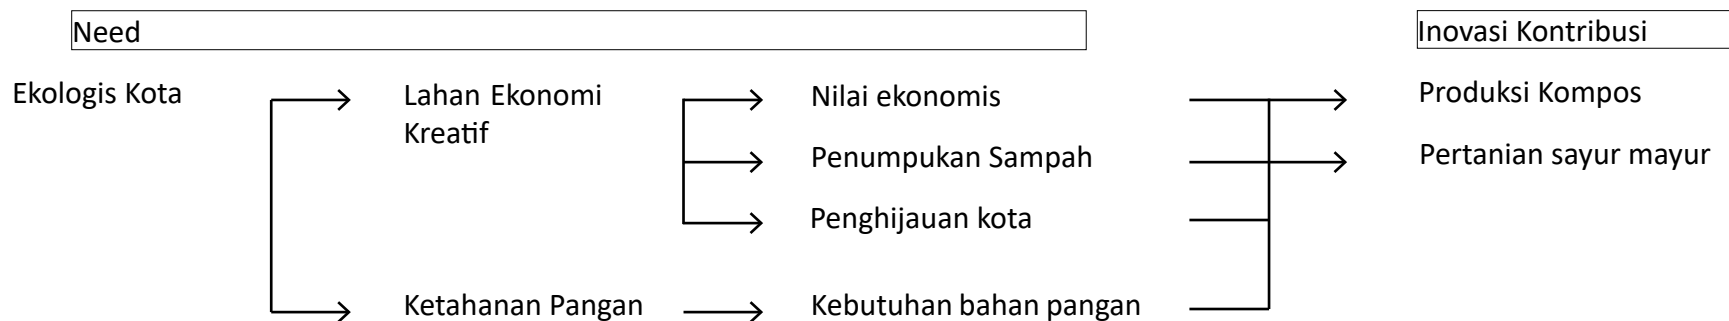 Need
Inovasi Kontribusi
Ekologis Kota
Lahan Ekonomi
Kreatif
Nilai ekonomis
Produksi Kompos
Penumpukan Sampah
Pertanian sayur mayur
Penghijauan kota
Ketahanan Pangan
Kebutuhan bahan pangan